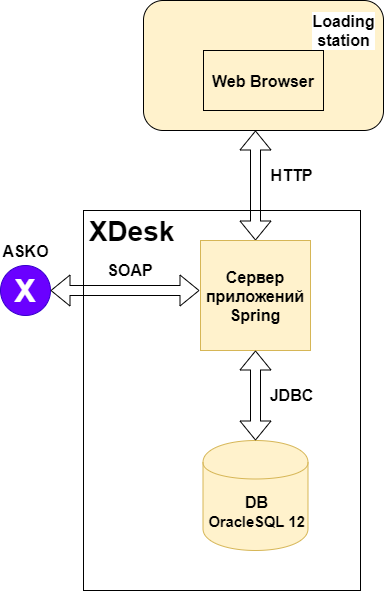 Loading
station
Web Browser
HTTP
XDesk
ASKO
X
SOAP
Сервер
приложений
Spring
JDBC
DB
OracleSQL 12